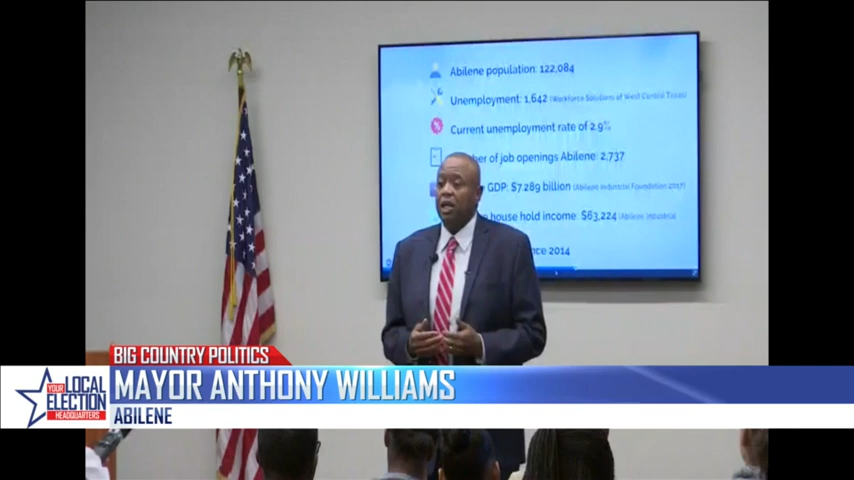 Abilene population: 122,084
Unemployment: 1,642 (Workforce Solutions of West Central Texas)
Current unemployment rate of 2.9%
er of job openings Abilene: 2,737
GDP: $7.289 billion (Abilene Industrial Foundation 2017)
house hold income: $63,224 (Abilene Industrial
nce 2014
BIG COUNTRY POLITICS
MAYOR ANTHONY WILLIAMS
ABILENE
YOUR
LOCAL
ELECTION
HEADQUARTERS